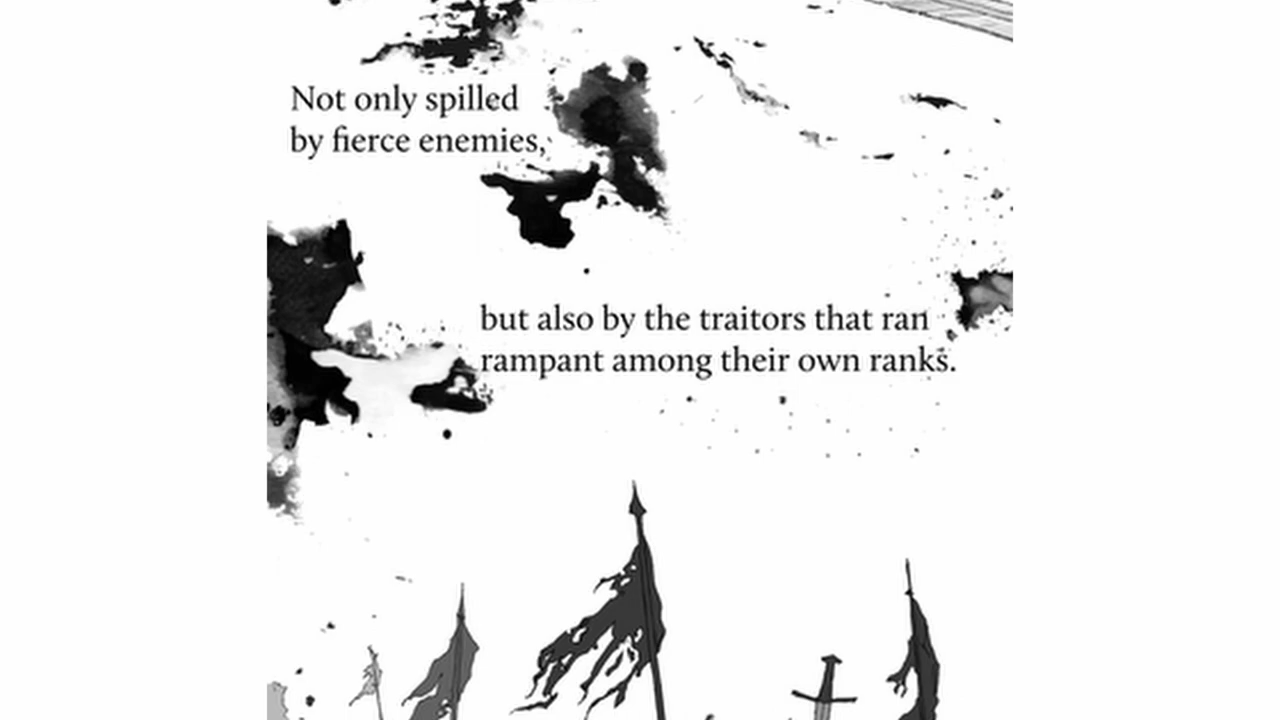 Not only spilled
by fierce enemies,
but also by the traitors that ran
rampant among their own ranks.